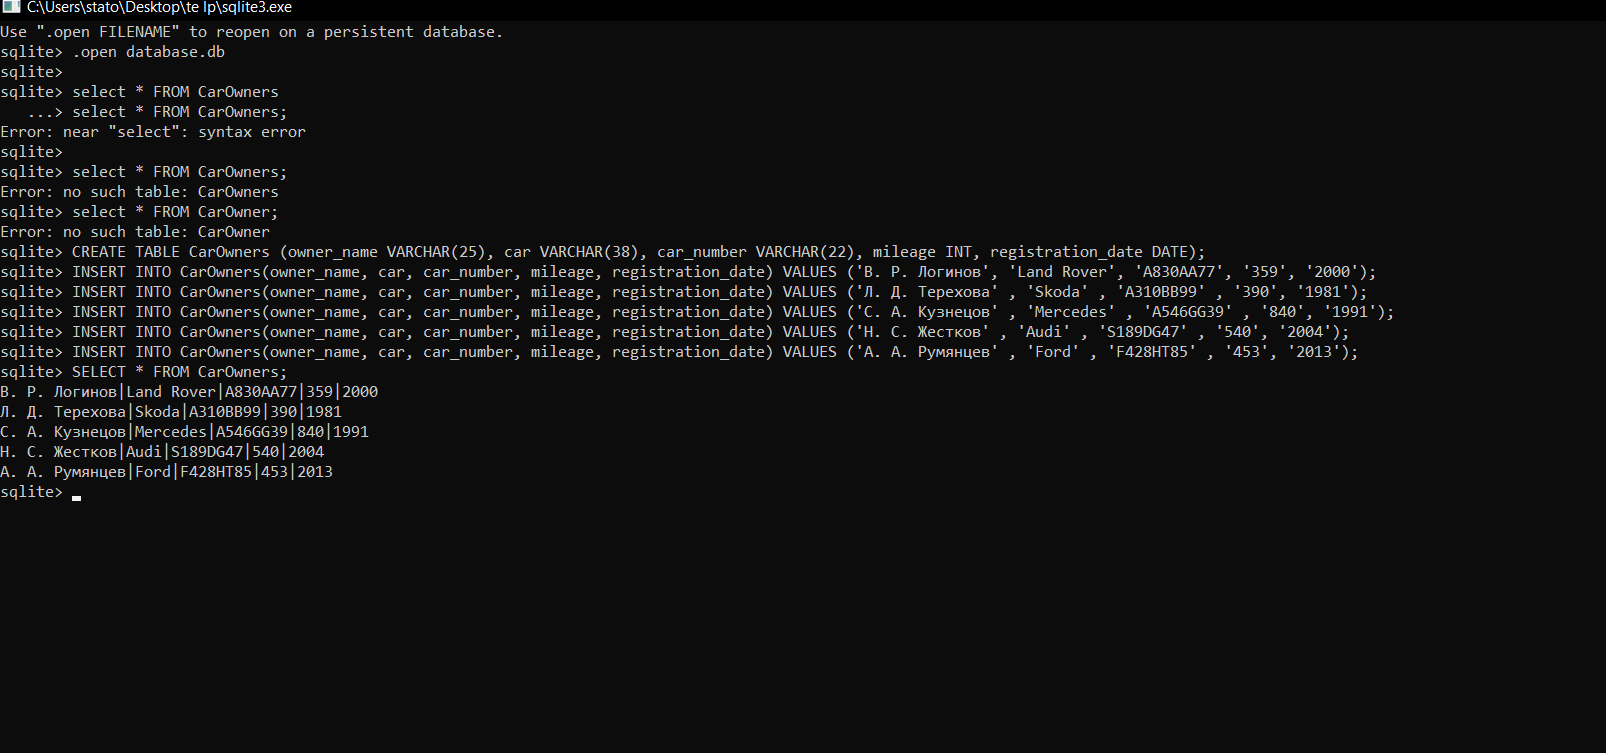 C:\Users\stato\Desktop\te lp\sqlite3.exe
Use ".open FILENAME" to reopen on a persistent database.
sqlite> .open database.db
sqlite>
sqlite> select * FROM CarOwners
   ...> select * FROM CarOwners;
Error: near "select": syntax error
sqlite>
sqlite> select * FROM CarOwners;
Error: no such table: CarOwners
sqlite> select * FROM CarOwner;
Error: no such table: CarOwner
sqlite> CREATE TABLE CarOwners (owner_name VARCHAR(25), car VARCHAR(38), car_number VARCHAR(22), mileage INT, registration_date DATE);
sqlite> INSERT INTO CarOwners(owner_name, car, car_number, mileage, registration_date) VALUES ('В. Р. Логинов', 'Land Rover', 'A830AA77', '359', '2000');
sqlite> INSERT INTO CarOwners(owner_name, car, car_number, mileage, registration_date) VALUES ('Л. Д. Терехова' , 'Skoda' , 'A310BB99' , '390', '1981');
sqlite> INSERT INTO CarOwners(owner_name, car, car_number, mileage, registration_date) VALUES ('С. А. Кузнецов' , 'Mercedes' , 'A546GG39' , '840', '1991');
sqlite> INSERT INTO CarOwners(owner_name, car, car_number, mileage, registration_date) VALUES ('Н. С. Жестков' , 'Audi' , 'S189DG47' , '540', '2004');
sqlite> INSERT INTO CarOwners(owner_name, car, car_number, mileage, registration_date) VALUES ('А. А. Румянцев' , 'Ford' , 'F428HT85' , '453', '2013');
sqlite> SELECT * FROM CarOwners;
В. Р. Логинов|Land Rover|A830AA77|359|2000
Л. Д. Терехова|Skoda|A310BB99|390|1981
С. А. Кузнецов|Mercedes|A546GG39|840|1991
Н. С. Жестков|Audi|S189DG47|540|2004
А. А. Румянцев|Ford|F428HT85|453|2013
sqlite>